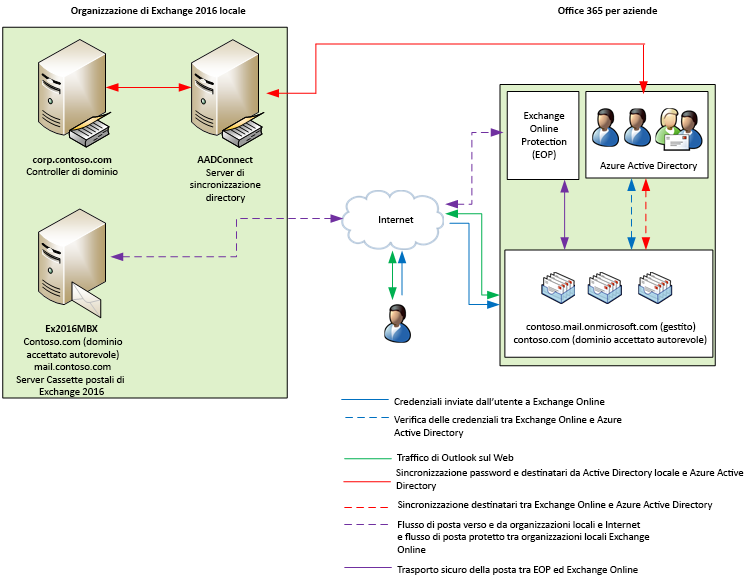 Organizzazione di Exchange 2016 locale
Office 365 per aziende
corp.contoso.com
Controller di dominio
AADConnect
Server di
sincronizzazione
directory
Exchange
Online
Protection
(EOP)
Azure Active Directory
Internet
Ex2016MBX
Contoso.com (dominio
accettato autorevole)
mail.contoso.com
Server Cassette postali di
Exchange 2016
contoso.mail.onmicrosoft.com (gestito)
contoso.com (dominio accettato autorevole)
Credenziali inviate dall'utente a Exchange Online
Verifica delle credenziali tra Exchange Online e Azure
Active Directory
Traffico di Outlook sul Web
Sincronizzazione password e destinatari da Active Directory locale e Azure Active
Directory
Sincronizzazione destinatari tra Exchange Online e Azure Active Directory
Flusso di posta verso e da organizzazioni locali e Internet
e flusso di posta protetto tra organizzazioni locali Exchange
Online
Trasporto sicuro della posta tra EOP ed Exchange Online